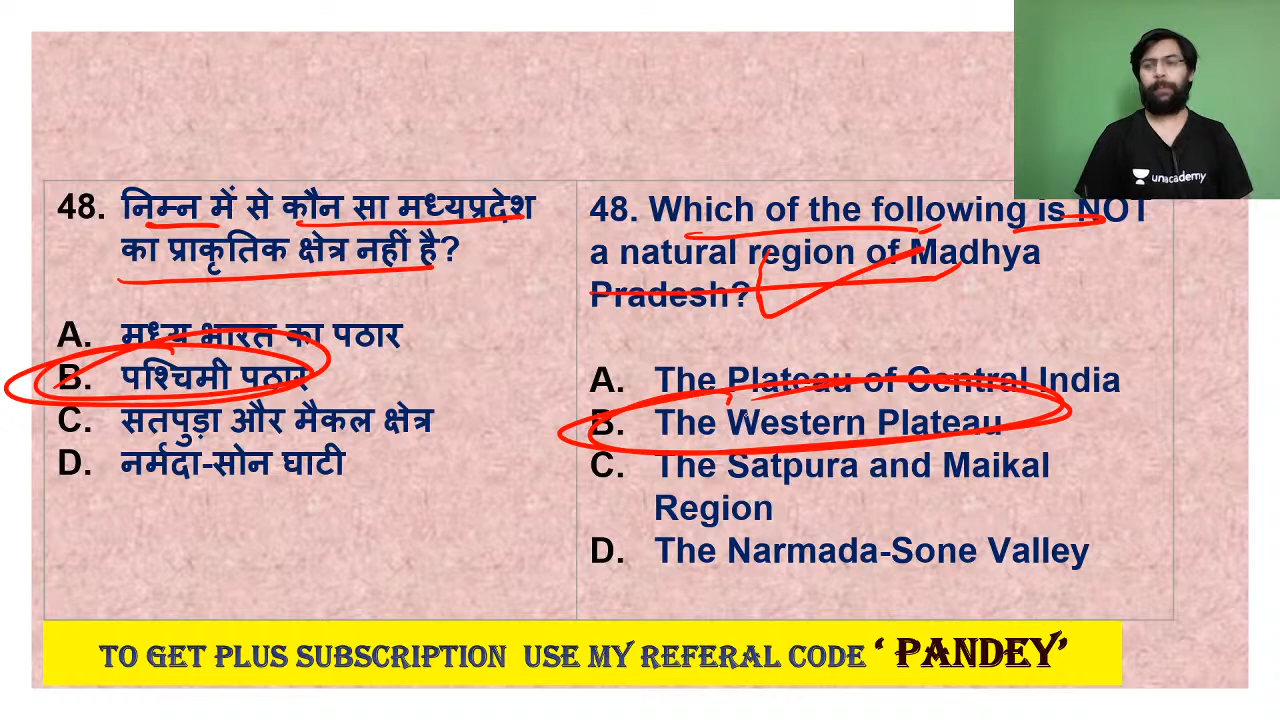 unacademy
48. निम्न में से कौन सा मध्यप्रदेश
का प्राकृतिक क्षेत्र नहीं है?
A. मध्य भारत का पठार
B. पश्चिमी पठार
C. सतपुड़ा और मैकल क्षेत्र
D. नर्मदा-सोन घाटी
48. Which of the following is NOT
a natural region of Madhya
Pradesh?
A. The Plateau of Central India
B. The Western Plateau
C. The Satpura and Maikal
Region
D. The Narmada-Sone Valley
TO GET PLUS SUBSCRIPTION USE MY REFERAL CODE ‘ PANDEY’